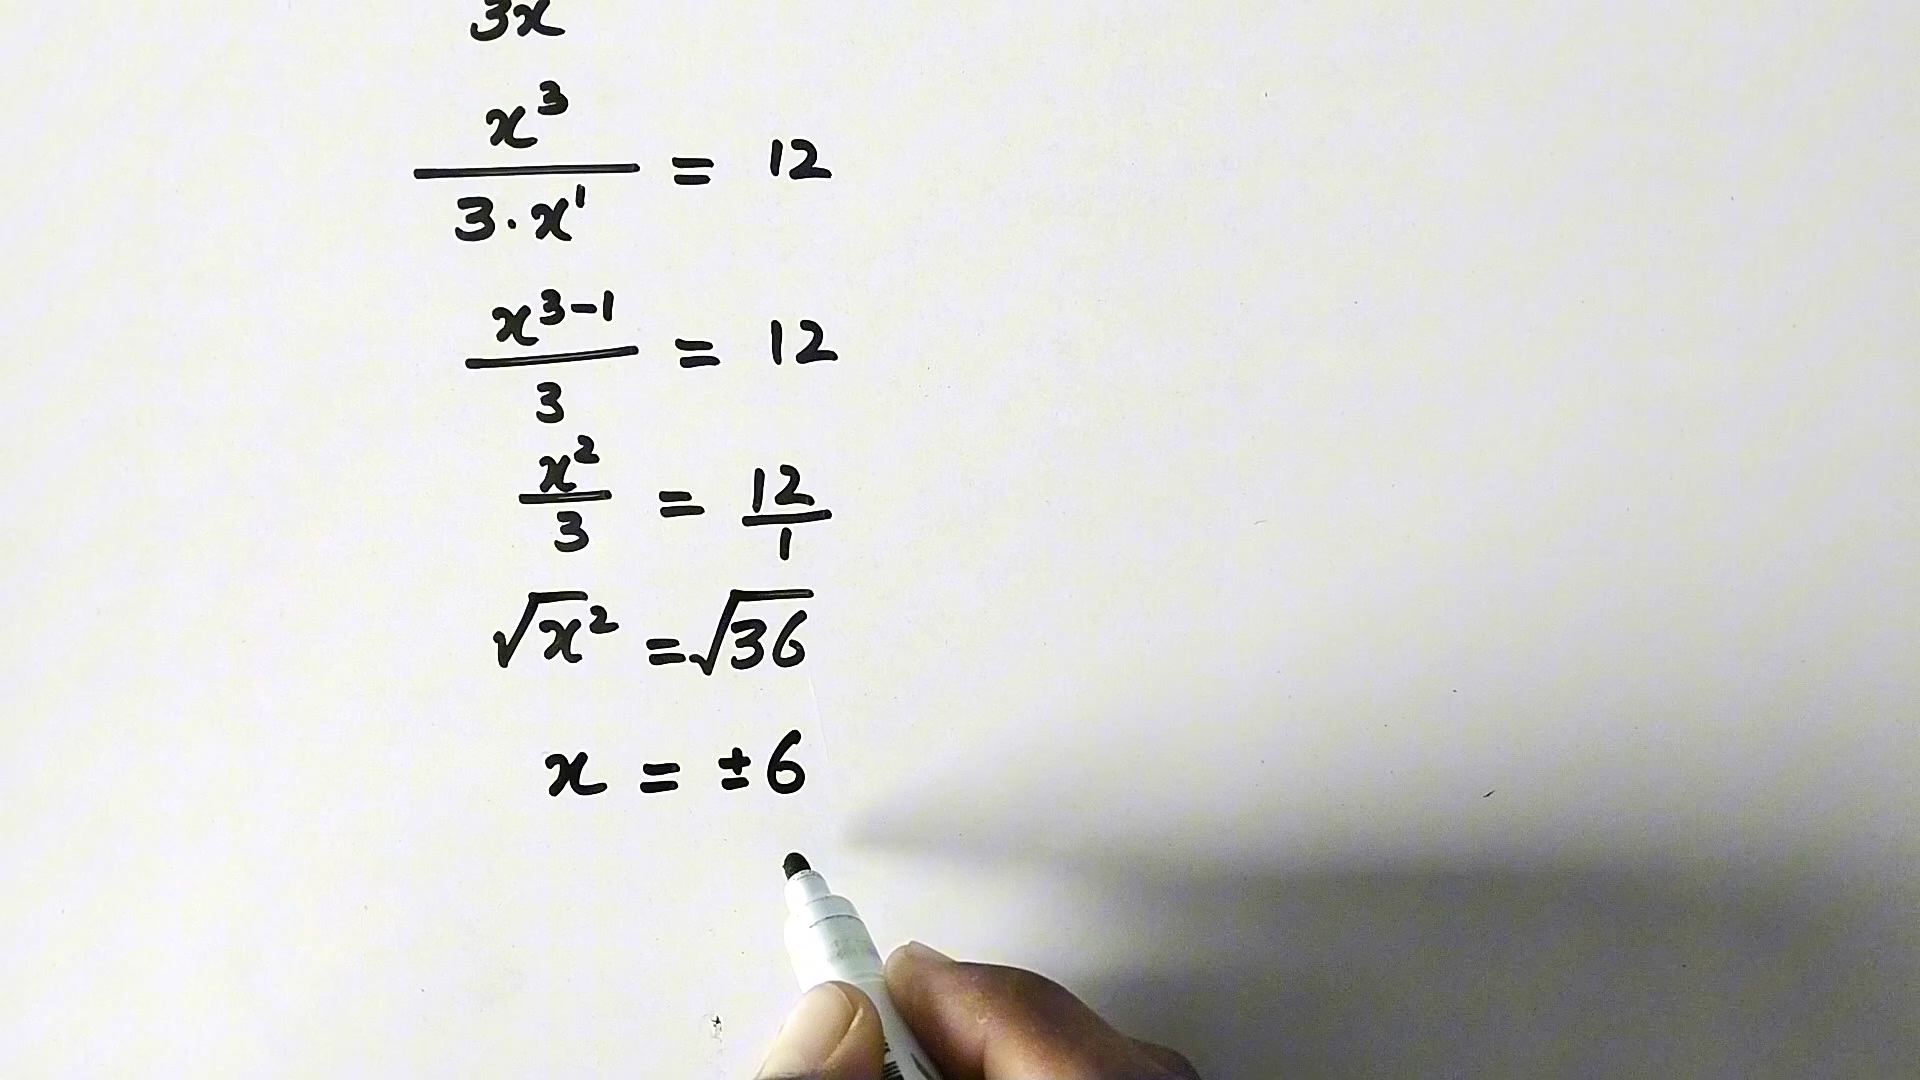 3x
x³
3·x¹ = 12
x³⁻¹
3 = 12
x²/3 = 12/1
√x² = √36
x = ±6